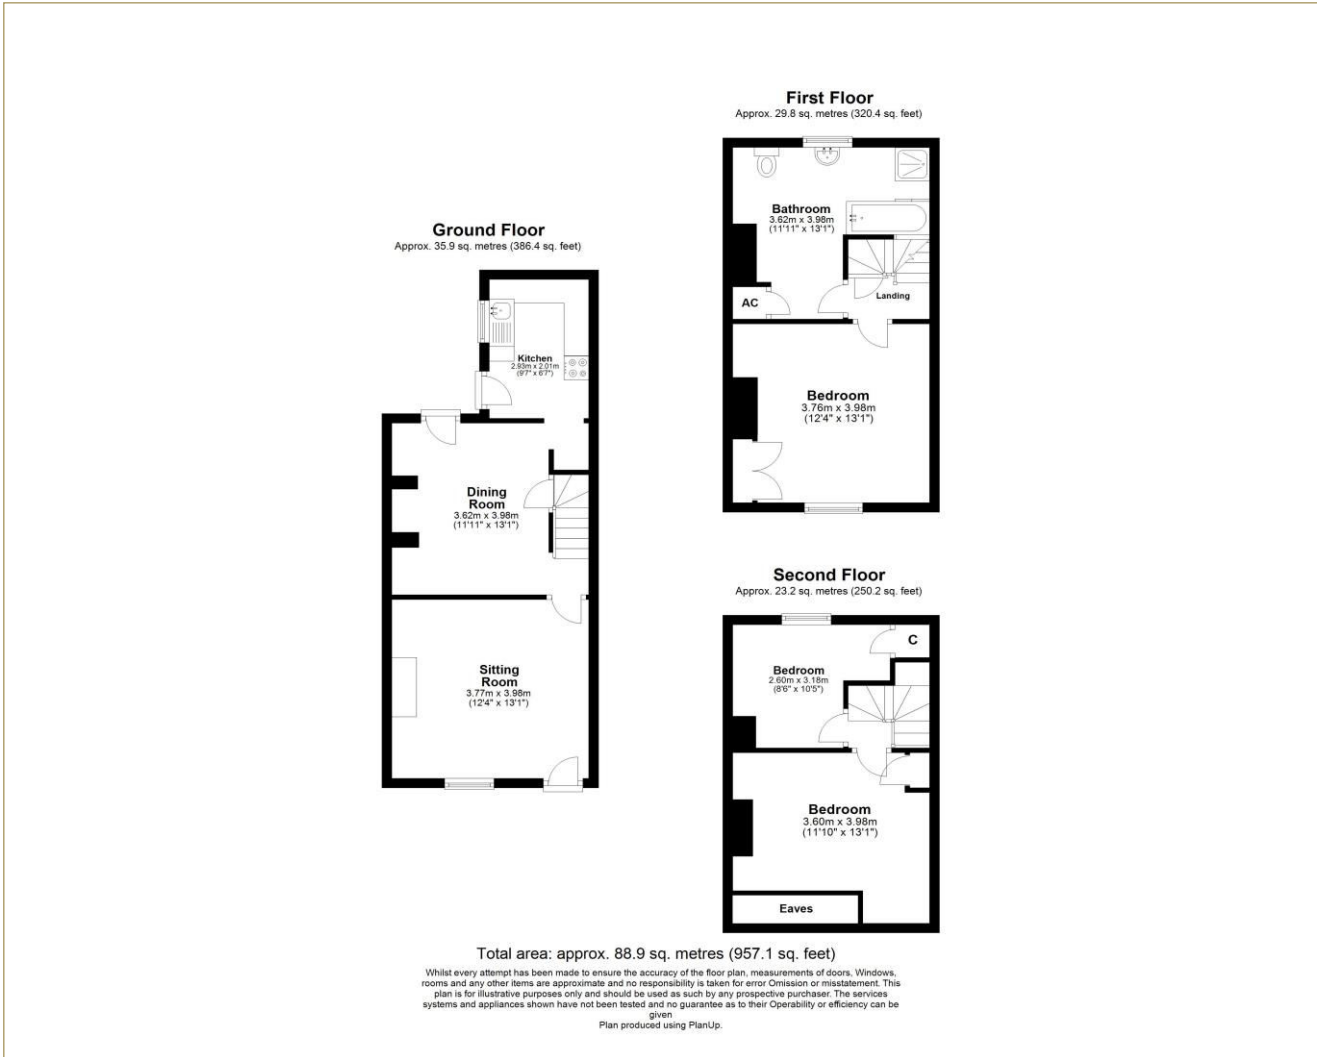 First Floor
Approx. 29.8 sq. metres (320.4 sq. feet)
Bathroom
3.62m x 3.98m
(11'11" x 13'1")
AC
Landing
Bedroom
3.76m x 3.98m
(12'4" x 13'1")
Ground Floor
Approx. 35.9 sq. metres (386.4 sq. feet)
Kitchen
2.93m x 2.01m
(9'7" x 6'7")
Dining
Room
3.62m x 3.98m
(11'11" x 13'1")
Sitting
Room
3.77m x 3.98m
(12'4" x 13'1")
Second Floor
Approx. 23.2 sq. metres (250.2 sq. feet)
C
Bedroom
2.60m x 3.18m
(8'6" x 10'5")
Bedroom
3.60m x 3.98m
(11'10" x 13'1")
Eaves
Total area: approx. 88.9 sq. metres (957.1 sq. feet)
Whilst every attempt has been made to ensure the accuracy of the floor plan, measurements of doors, Windows,
rooms and any other items are approximate and no responsibility is taken for error Omission or misstatement. This
plan is for illustrative purposes only and should be used as such by any prospective purchaser. The services
systems and appliances shown have not been tested and no guarantee as to their Operability or efficiency can be
given
Plan produced using PlanUp.